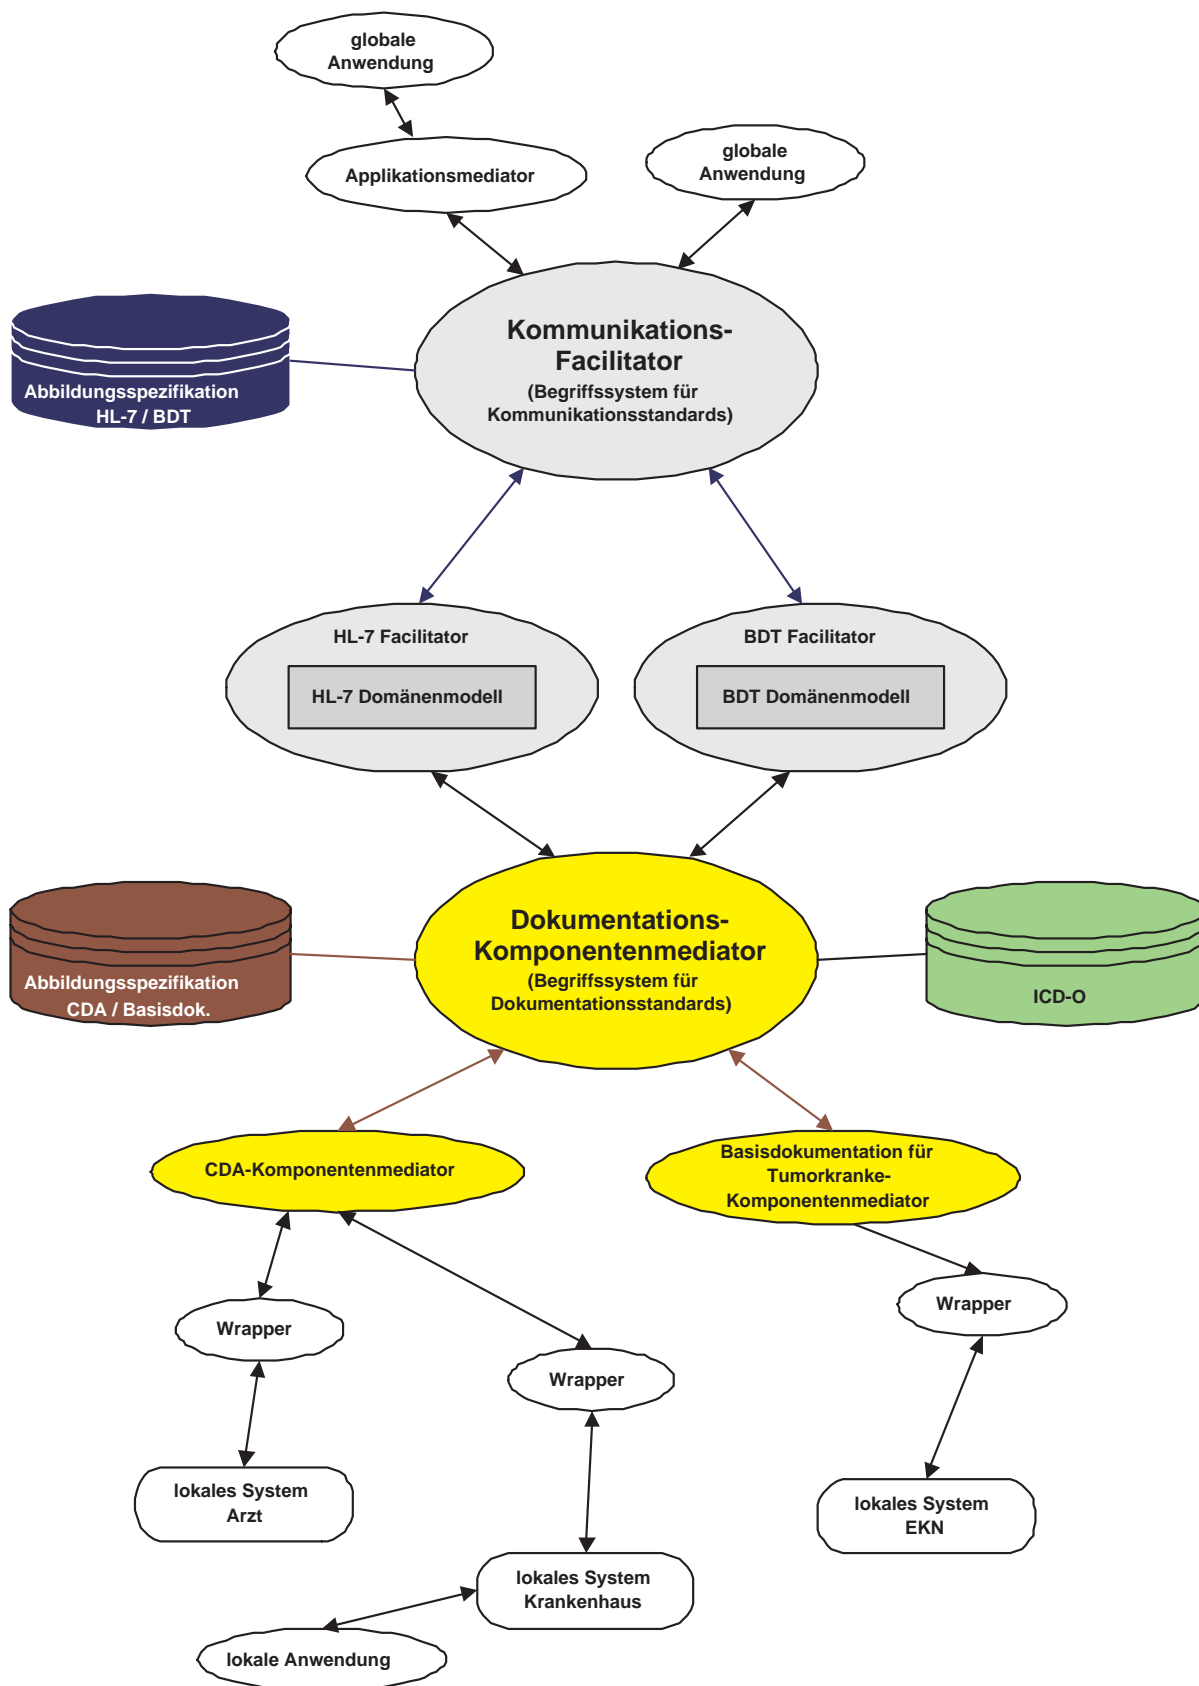 globale
Anwendung
Applikationsmediator
globale
Anwendung
Kommunikations-
Facilitator
(Begriffssystem für
Kommunikationsstandards)
Abbildungsspezifikation
HL-7 / BDT
HL-7 Facilitator
HL-7 Domänenmodell
BDT Facilitator
BDT Domänenmodell
Dokumentations-
Komponentenmediator
(Begriffssystem für
Dokumentationsstandards)
Abbildungsspezifikation
CDA / Basisdok.
ICD-O
CDA-Komponentenmediator
Basisdokumentation für
Tumorkranke-
Komponentenmediator
Wrapper
Wrapper
Wrapper
lokales System
Arzt
lokales System
EKN
lokales System
Krankenhaus
lokale Anwendung